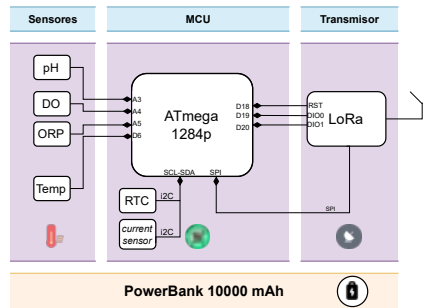 Sensores
MCU
Transmisor
pH
DO
ORP
Temp
A3
A4
A5
D6
ATmega
1284p
D18
D19
D20
SCL-SDA
SPI
RTC
i2C
current
sensor
i2C
RST
DIO0
DIO1
LoRa
SPI
PowerBank 10000 mAh